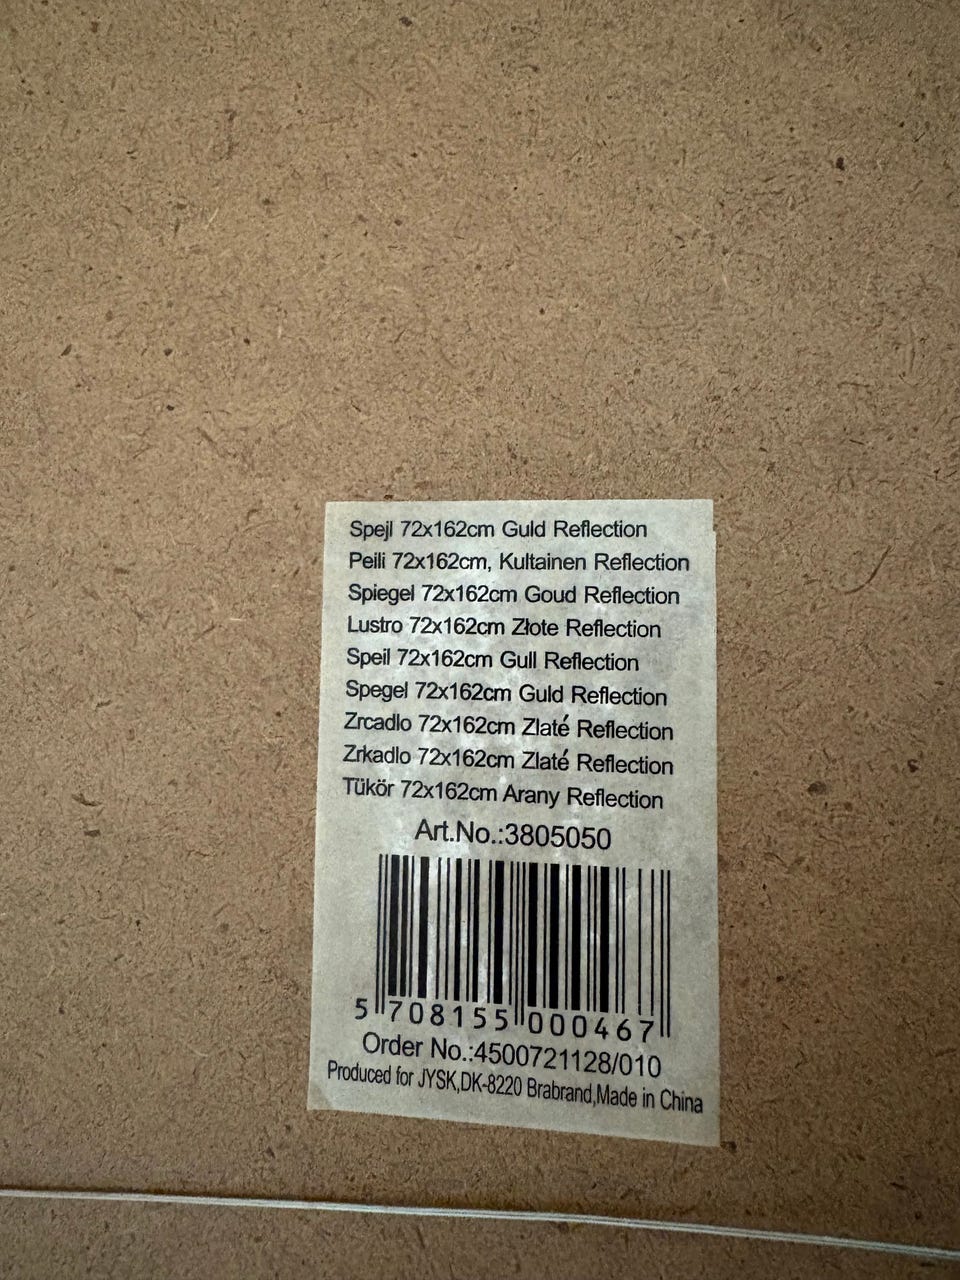 Spejl 72x162cm Guld Reflection
Peili 72x162cm, Kultainen Reflection
Spiegel 72x162cm Goud Reflection
Lustro 72x162cm Złote Reflection
Speil 72x162cm Gull Reflection
Spegel 72x162cm Guld Reflection
Zrcadlo 72x162cm Zlaté Reflection
Zrkadlo 72x162cm Zlaté Reflection
Tükör 72x162cm Arany Reflection
Art.No.:3805050
5 708155 000467
Order No.:4500721128/010
Produced for JYSK,DK-8220 Brabrand,Made in China